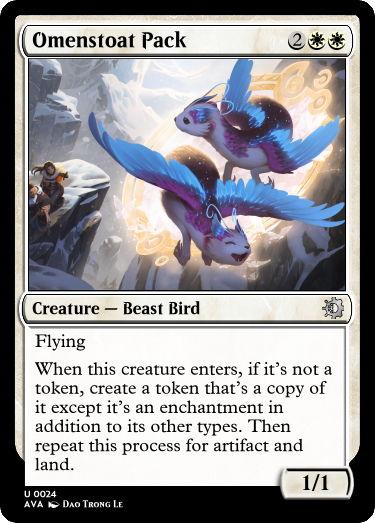 Omenstoat Pack 2
Creature — Beast Bird
Flying
When this creature enters, if it's not a
token, create a token that's a copy of
it except it's an enchantment in
addition to its other types. Then
repeat this process for artifact and
land.
1/1
U 0024
AVA Dao Trong Le